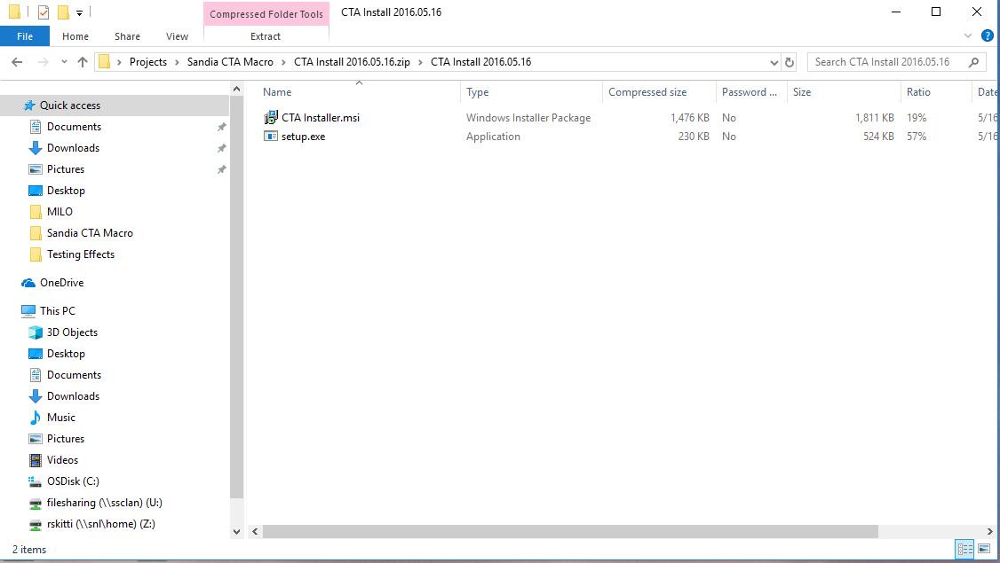 Compressed Folder Tools CTA Install 2016.05.16
File Home Share View Extract
Projects Sandia CTA Macro CTA Install 2016.05.16.zip CTA Install 2016.05.16 Search CTA Install 2016.05.16
Name Type Compressed size Password ... Size Ratio Date
CTA Installer.msi Windows Installer Package 1,476 KB No 1,811 KB 19% 5/16
setup.exe Application 230 KB No 524 KB 57% 5/16
Quick access
Documents
Downloads
Pictures
Desktop
MILO
Sandia CTA Macro
Testing Effects
OneDrive
This PC
3D Objects
Desktop
Documents
Downloads
Music
Pictures
Videos
OSDisk (C:)
filesharing (\\ssclan) (U:)
rskitti (\\snl\home) (Z:)
2 items